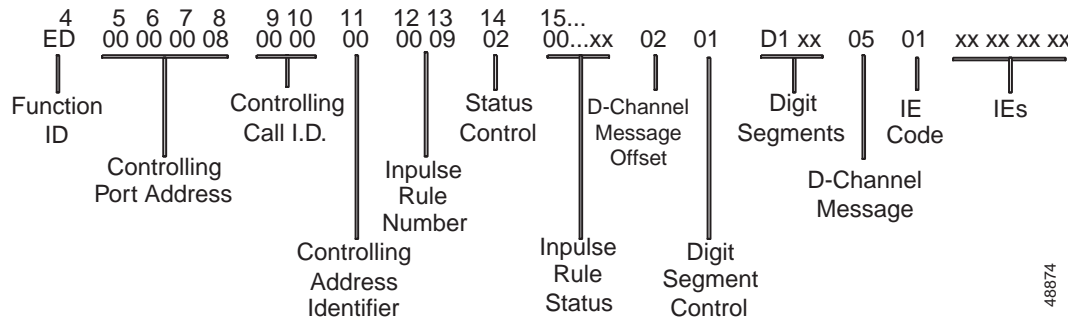 4 5 6 7 8 9 10 11 12 13 14 15...
ED 00 00 00 08 00 00 00 00 09 02 00...xx 02 01 D1 xx 05 01 xx xx xx xx
Function
ID
Controlling
Port Address
Controlling
Call I.D.
Controlling
Address
Identifier
Inpulse
Rule
Number
Status
Control
Inpulse
Rule
Status
D-Channel
Message
Offset
Digit
Segment
Control
Digit
Segments
D-Channel
Message
IE
Code
IEs
48874